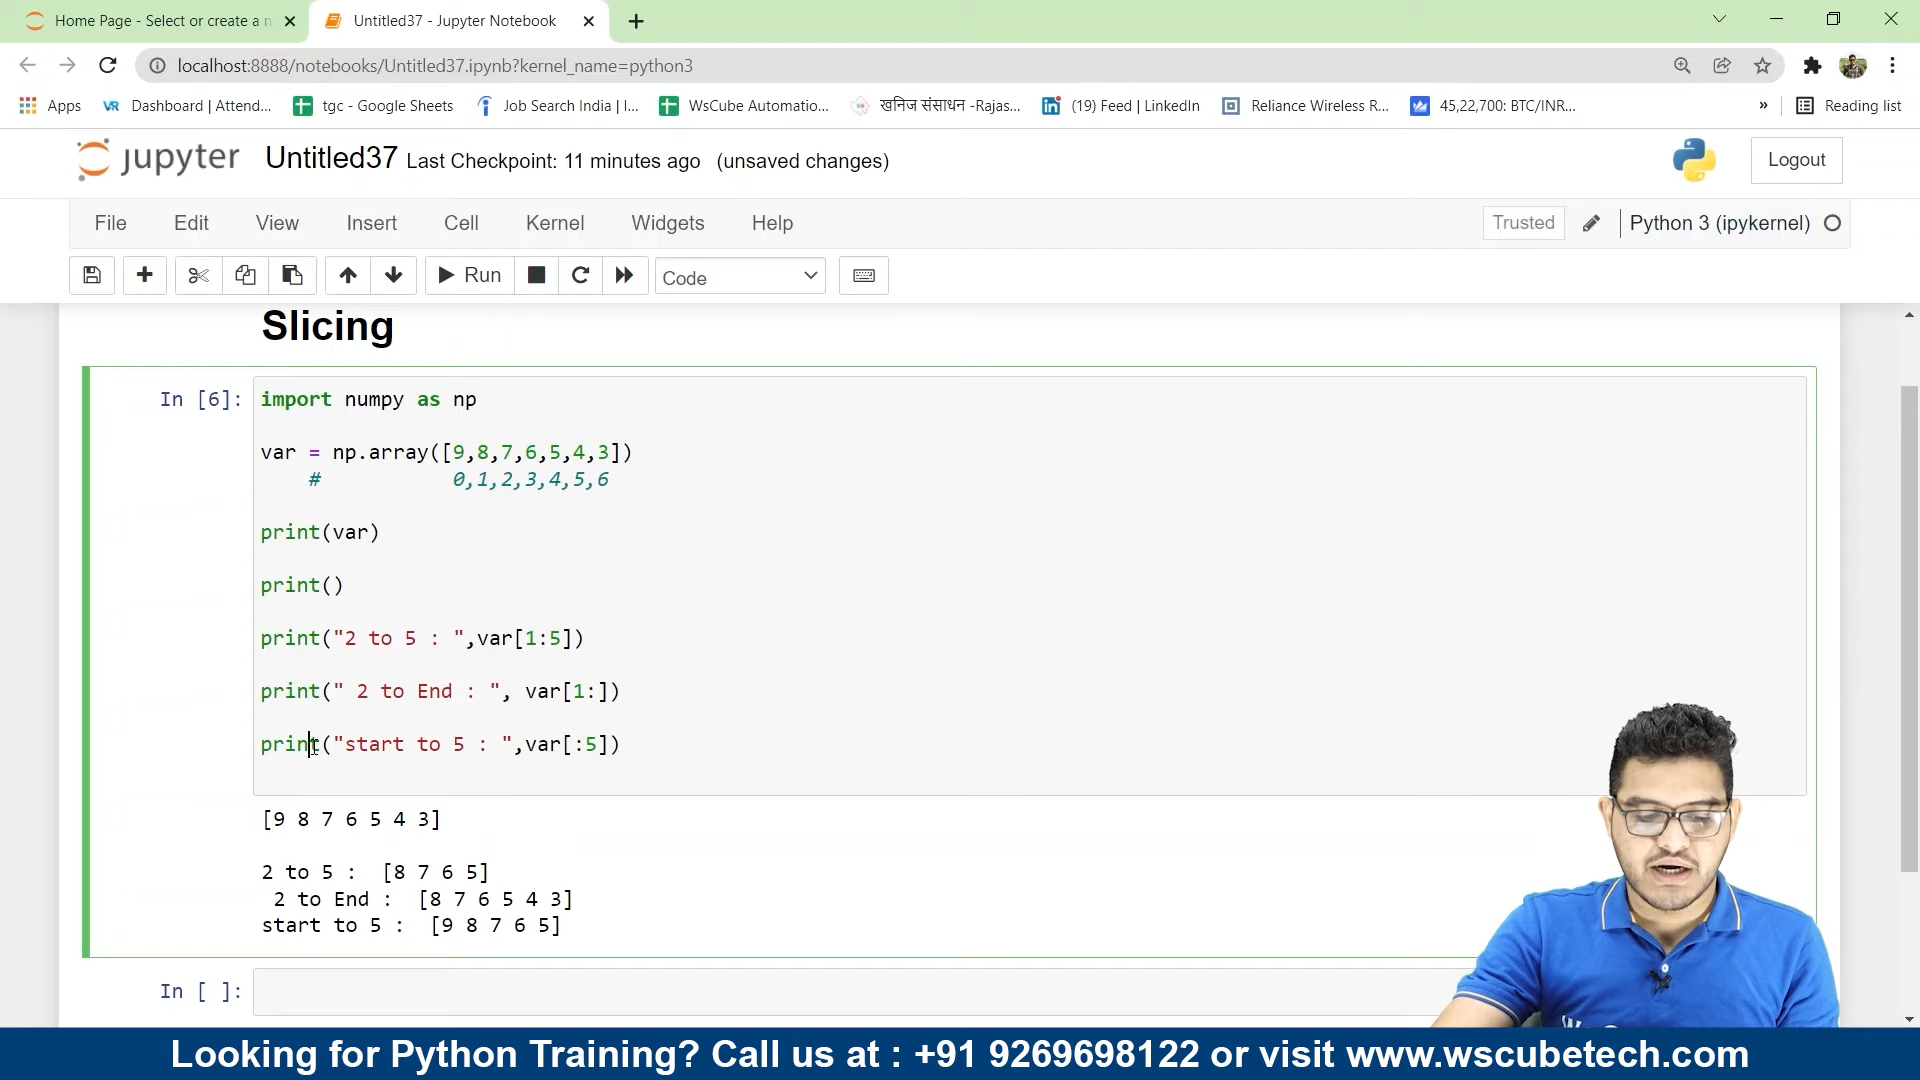 Home Page - Select or create a n
Untitled37 - Jupyter Notebook
localhost:8888/notebooks/Untitled37.ipynb?kernel_name=python3
Apps VR Dashboard | Attend... tgc - Google Sheets Job Search India | I... WsCube Automatio... खनिज संसाधन -Rajas... (19) Feed | LinkedIn Reliance Wireless R... 45,22,700: BTC/INR... » Reading list
jupyter Untitled37 Last Checkpoint: 11 minutes ago (unsaved changes) Logout
File Edit View Insert Cell Kernel Widgets Help Trusted Python 3 (ipykernel)
Run Code
Slicing
In [6]: import numpy as np
var = np.array([9,8,7,6,5,4,3])
# 0,1,2,3,4,5,6
print(var)
print()
print("2 to 5 : ",var[1:5])
print(" 2 to End : ", var[1:])
print("start to 5 : ",var[:5])
[9 8 7 6 5 4 3]
2 to 5 :  [8 7 6 5]
 2 to End :  [8 7 6 5 4 3]
start to 5 :  [9 8 7 6 5]
In [ ]:
Looking for Python Training? Call us at : +91 9269698122 or visit www.wscubetech.com